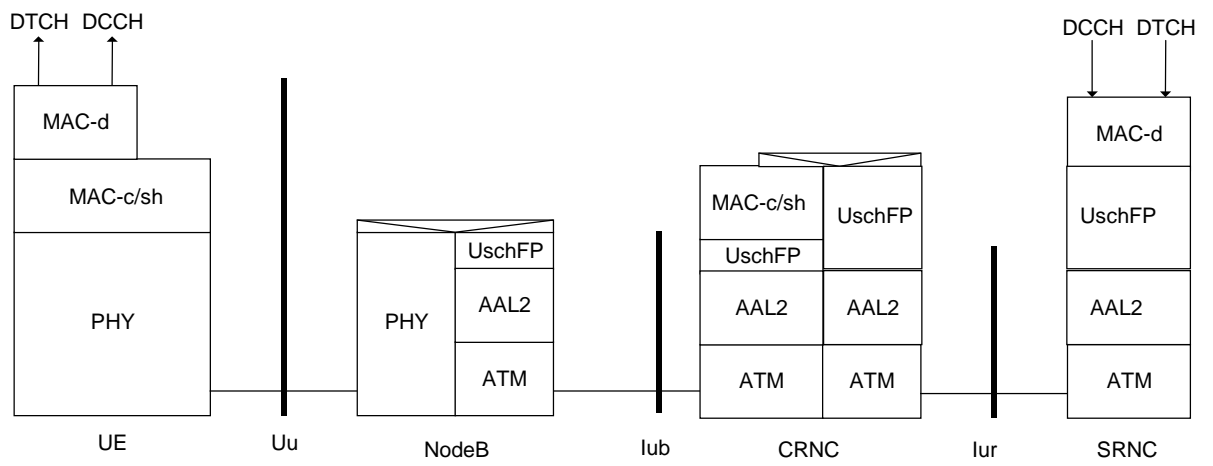 DTCH DCCH
DCCH DTCH
MAC-d
MAC-d
MAC-c/sh
MAC-c/sh
UschFP
UschFP
UschFP
UschFP
PHY
PHY
AAL2
AAL2
AAL2
AAL2
ATM
ATM
ATM
ATM
UE
Uu
NodeB
Iub
CRNC
Iur
SRNC